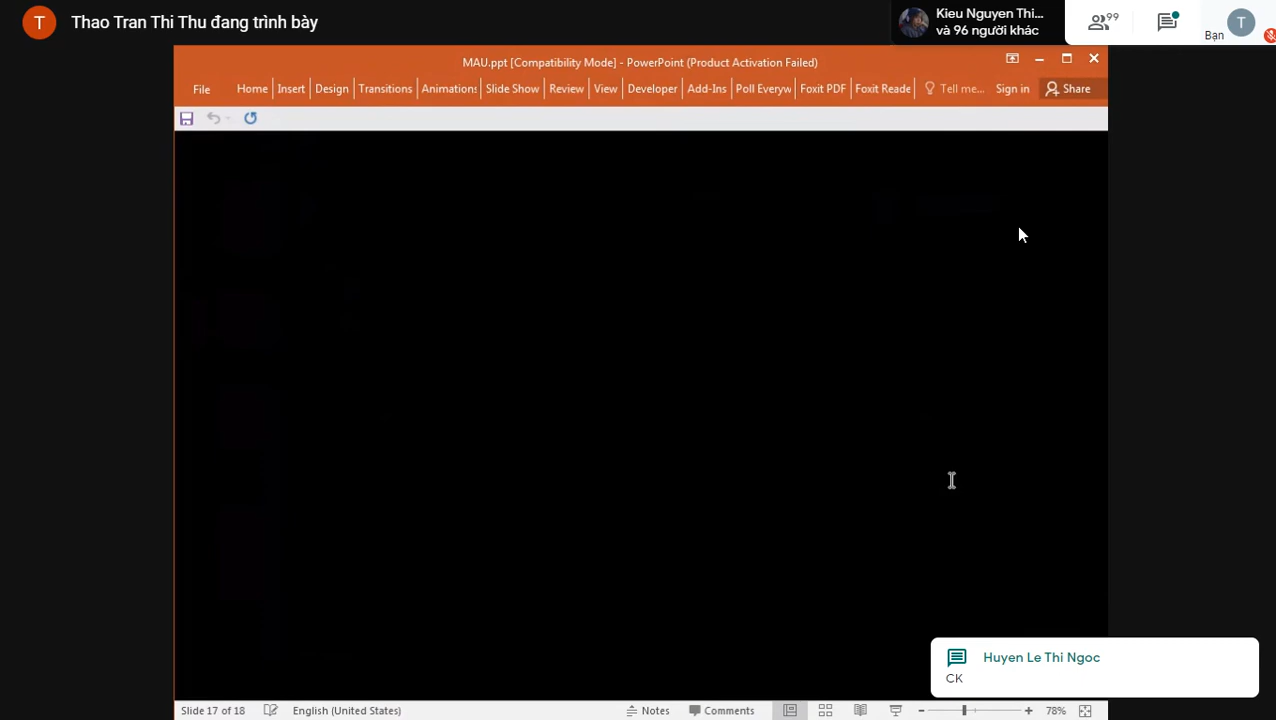 T
Thao Tran Thi Thu đang trình bày
Kieu Nguyen Thi...
và 96 người khác
99
Bạn
T
MAU.ppt [Compatibility Mode] - PowerPoint (Product Activation Failed)
File Home Insert Design Transitions Animations Slide Show Review View Developer Add-Ins Poll Everyw Foxit PDF Foxit Reade Tell me... Sign in Share
Huyen Le Thi Ngoc
CK
Slide 17 of 18 English (United States) Notes Comments 78%